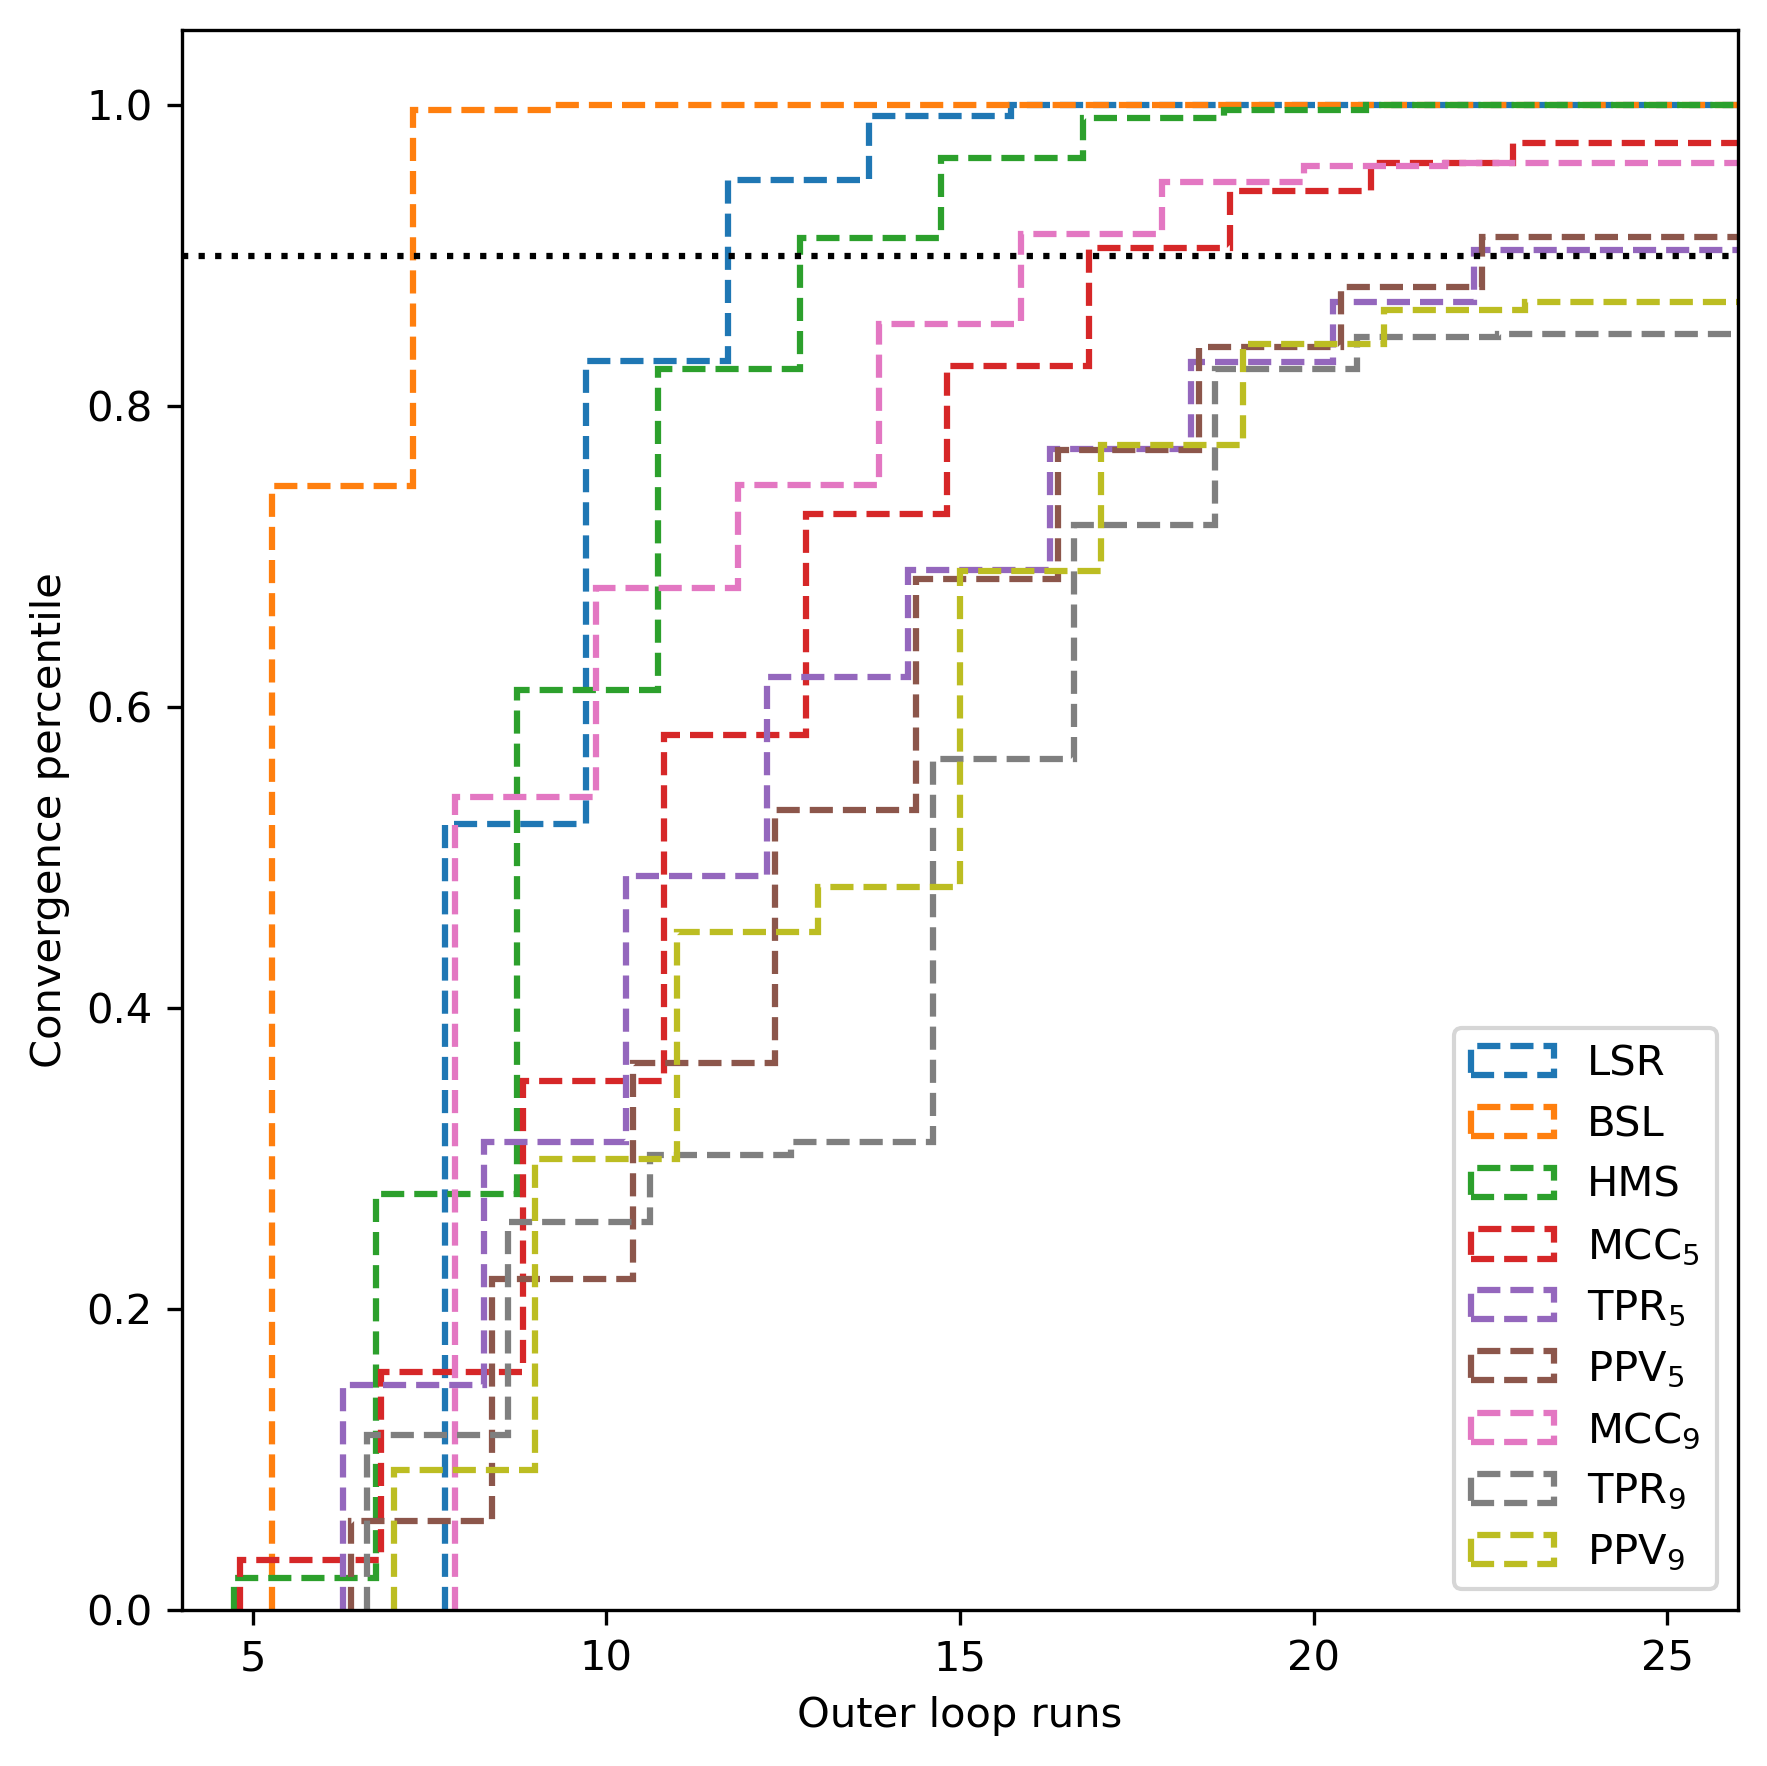 1.0
0.8
0.6
0.4
0.2
0.0
Convergence percentile
5 10 15 20 25
Outer loop runs
LSR
BSL
HMS
MCC₅
TPR₅
PPV₅
MCC₉
TPR₉
PPV₉